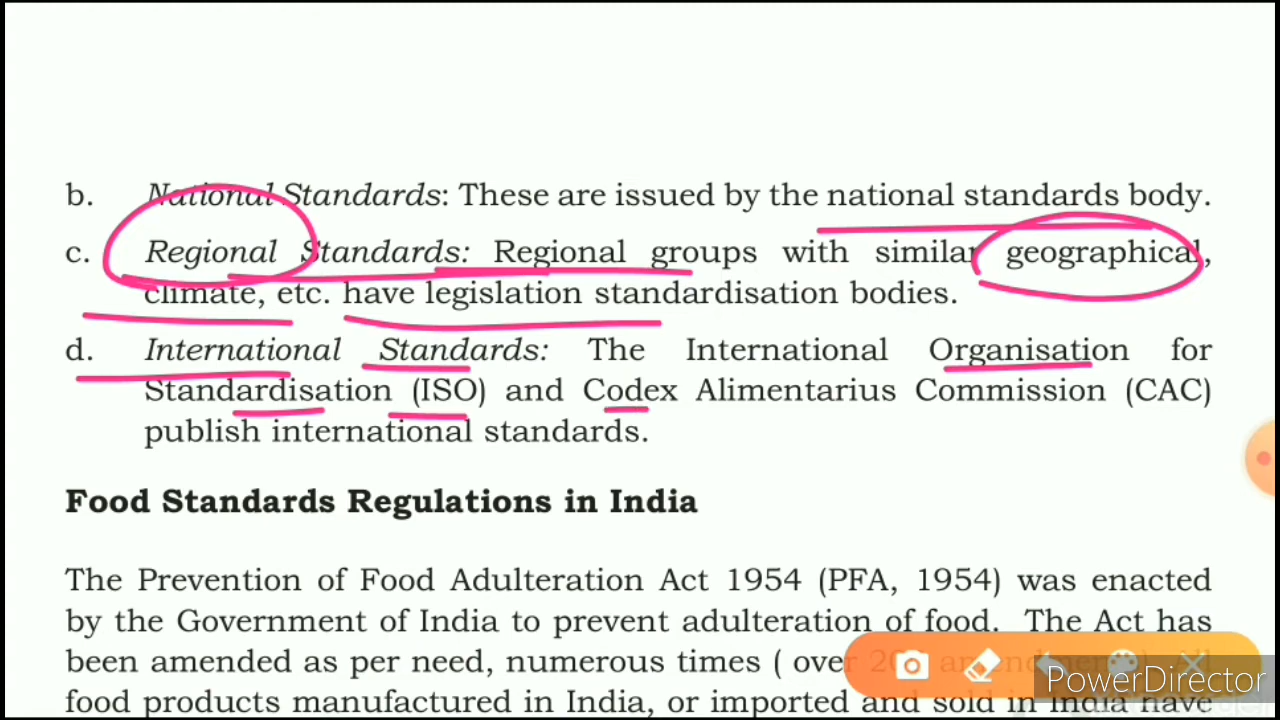 b. National Standards: These are issued by the national standards body.
c. Regional Standards: Regional groups with similar geographical,
climate, etc. have legislation standardisation bodies.
d. International Standards: The International Organisation for
Standardisation (ISO) and Codex Alimentarius Commission (CAC)
publish international standards.
Food Standards Regulations in India
The Prevention of Food Adulteration Act 1954 (PFA, 1954) was enacted
by the Government of India to prevent adulteration of food. The Act has
been amended as per need, numerous times ( over
food products manufactured in India, or imported and sold in India have
PowerDirector